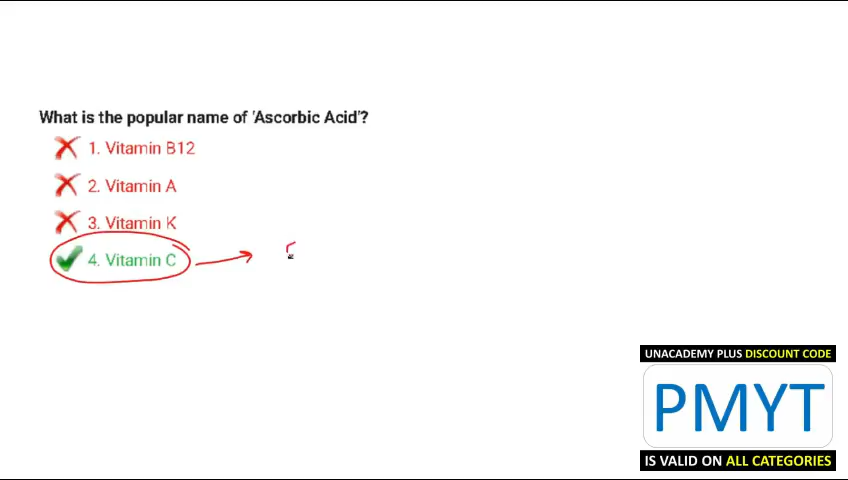 What is the popular name of 'Ascorbic Acid'?
1. Vitamin B12
2. Vitamin A
3. Vitamin K
4. Vitamin C
UNACADEMY PLUS DISCOUNT CODE
PMYT
IS VALID ON ALL CATEGORIES